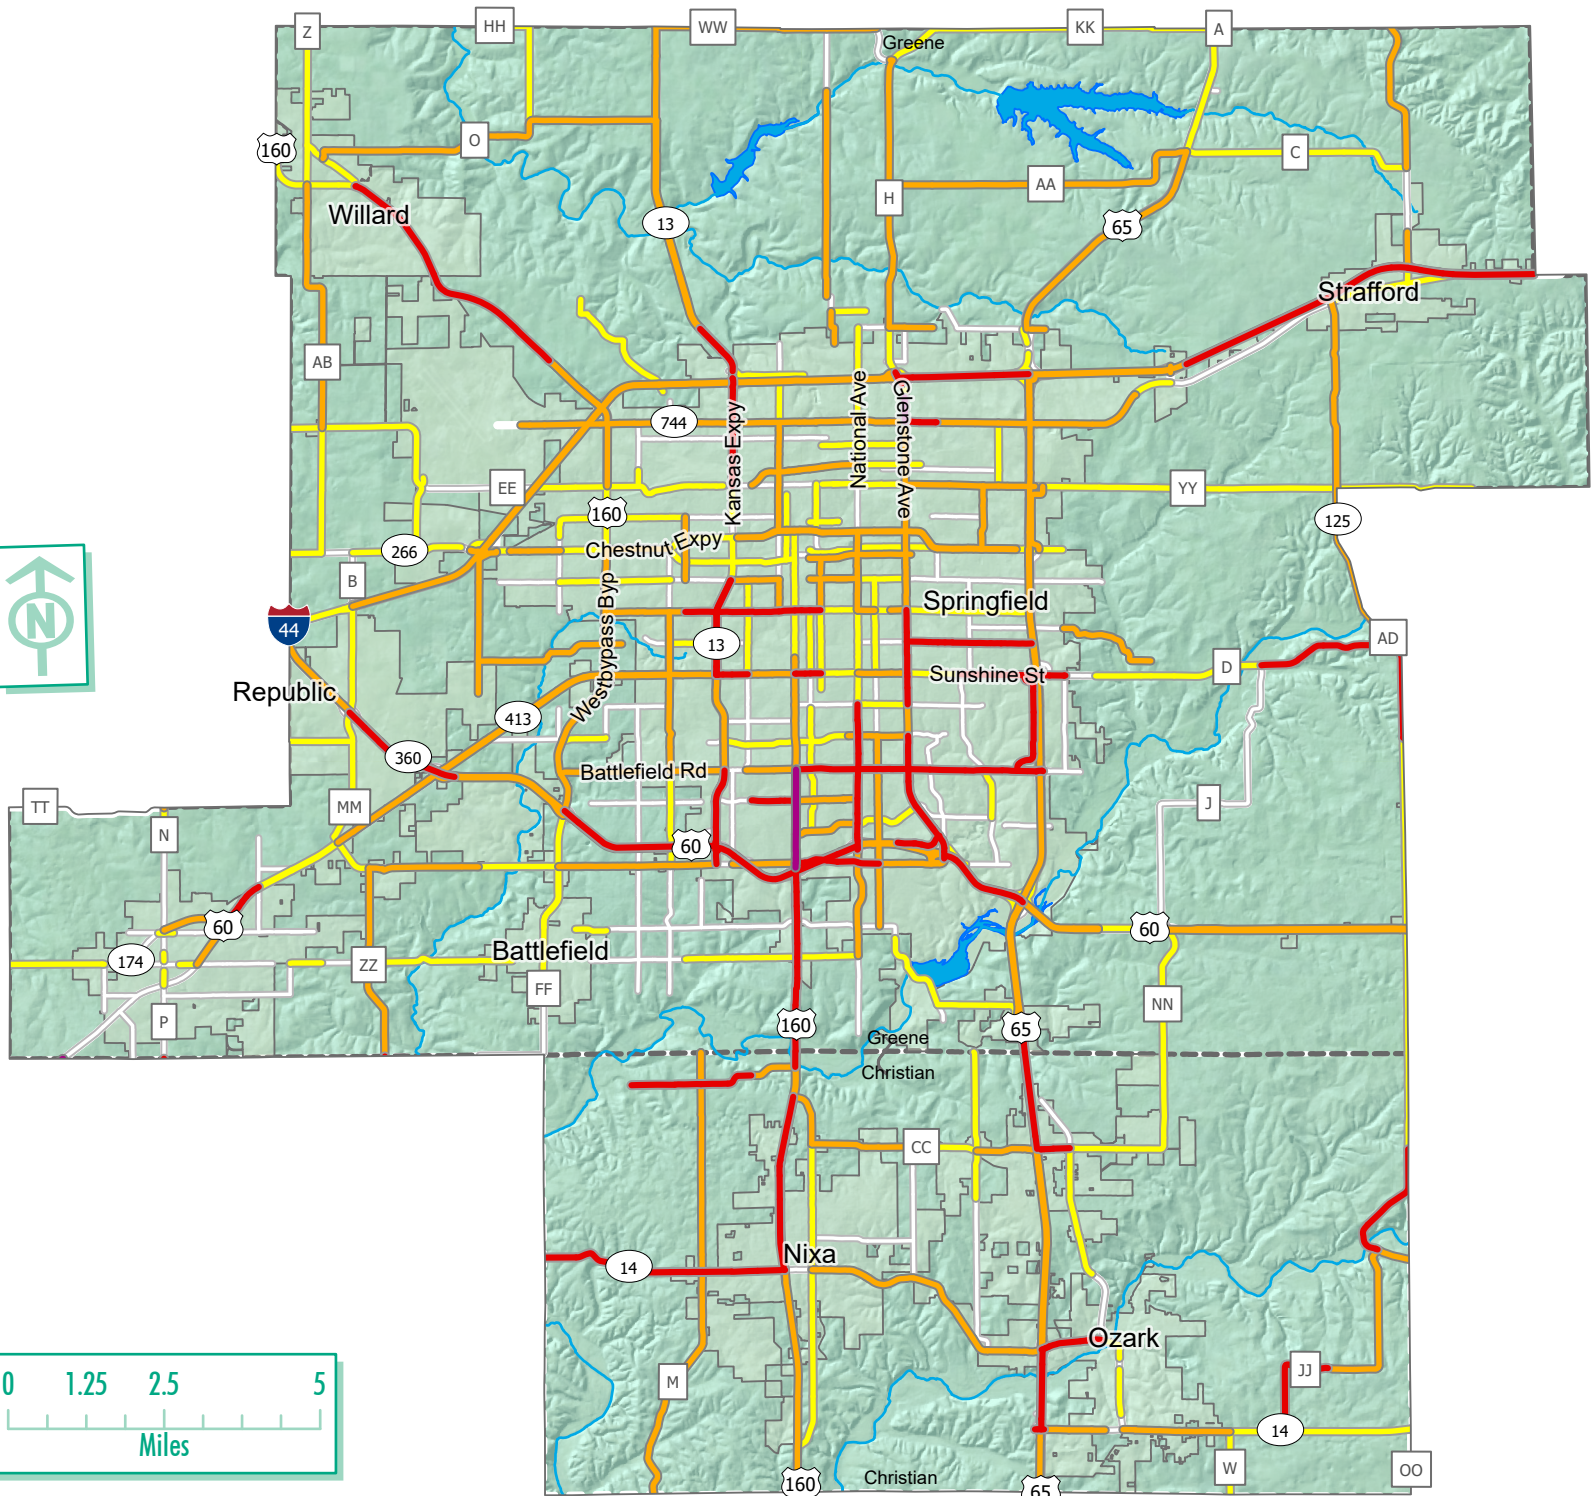 Z
HH
WW
Greene
KK
A
160
O
13
H
AA
C
65
Willard
Strafford
AB
National Ave
Glenstone Ave
Kansas Expy
744
EE
160
YY
125
266
Chestnut Expy
B
Westbypass Byp
Springfield
44
N
13
AD
Sunshine St
D
Republic
413
360
Battlefield Rd
TT
MM
N
J
60
60
60
174
ZZ
Battlefield
FF
NN
P
160
65
Greene
Christian
CC
Nixa
14
Ozark
M
JJ
14
W
OO
0 1.25 2.5 5
Miles
160
Christian
65